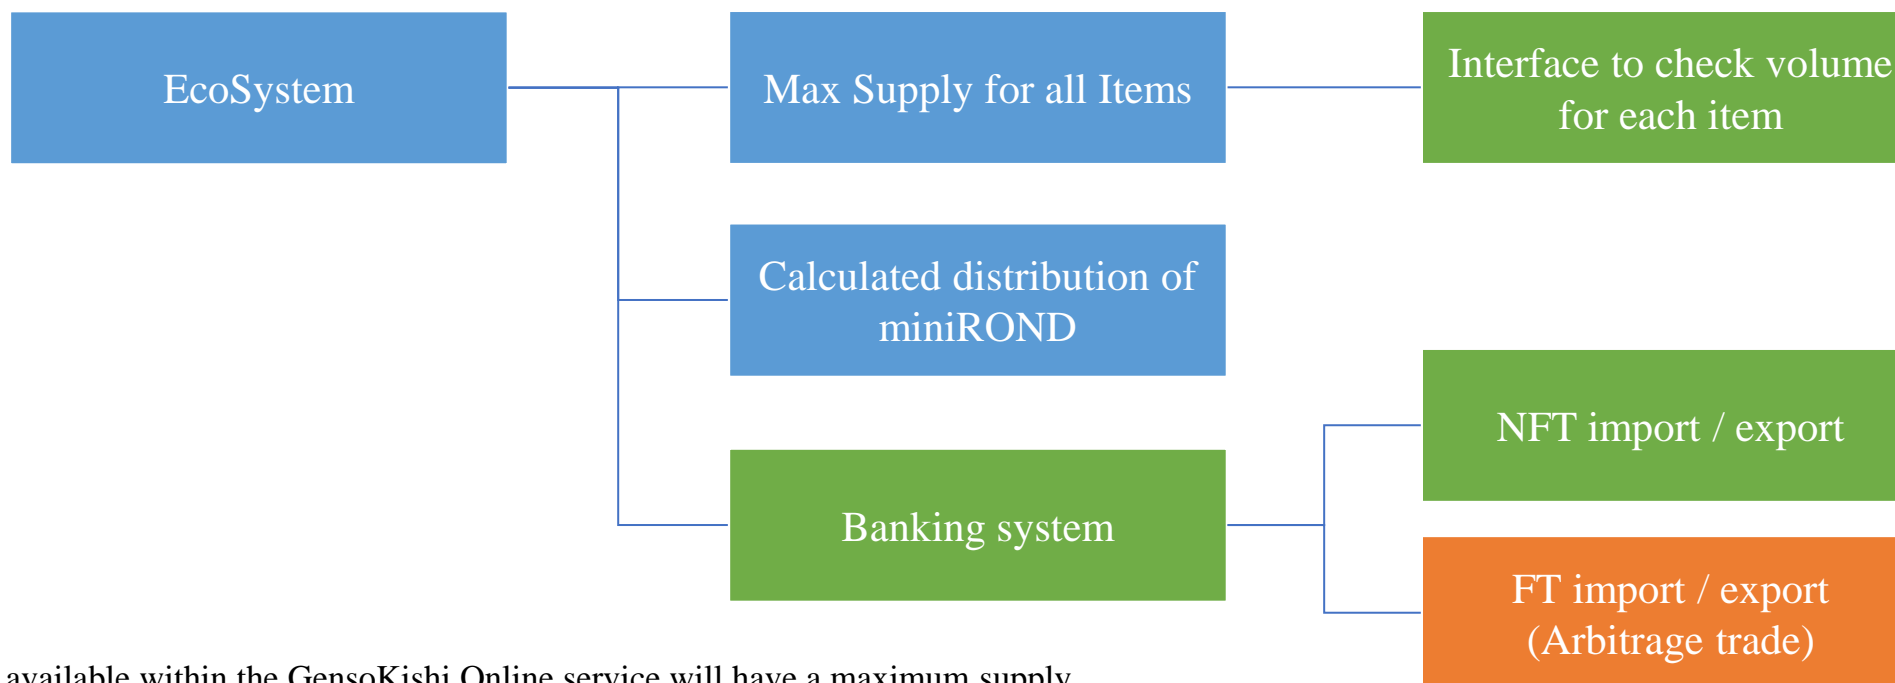 EcoSystem
Max Supply for all Items
Interface to check volume
for each item
Calculated distribution of
miniROND
NFT import / export
Banking system
FT import / export
(Arbitrage trade)
available within the GensoKishi Online service will have a maximum supply